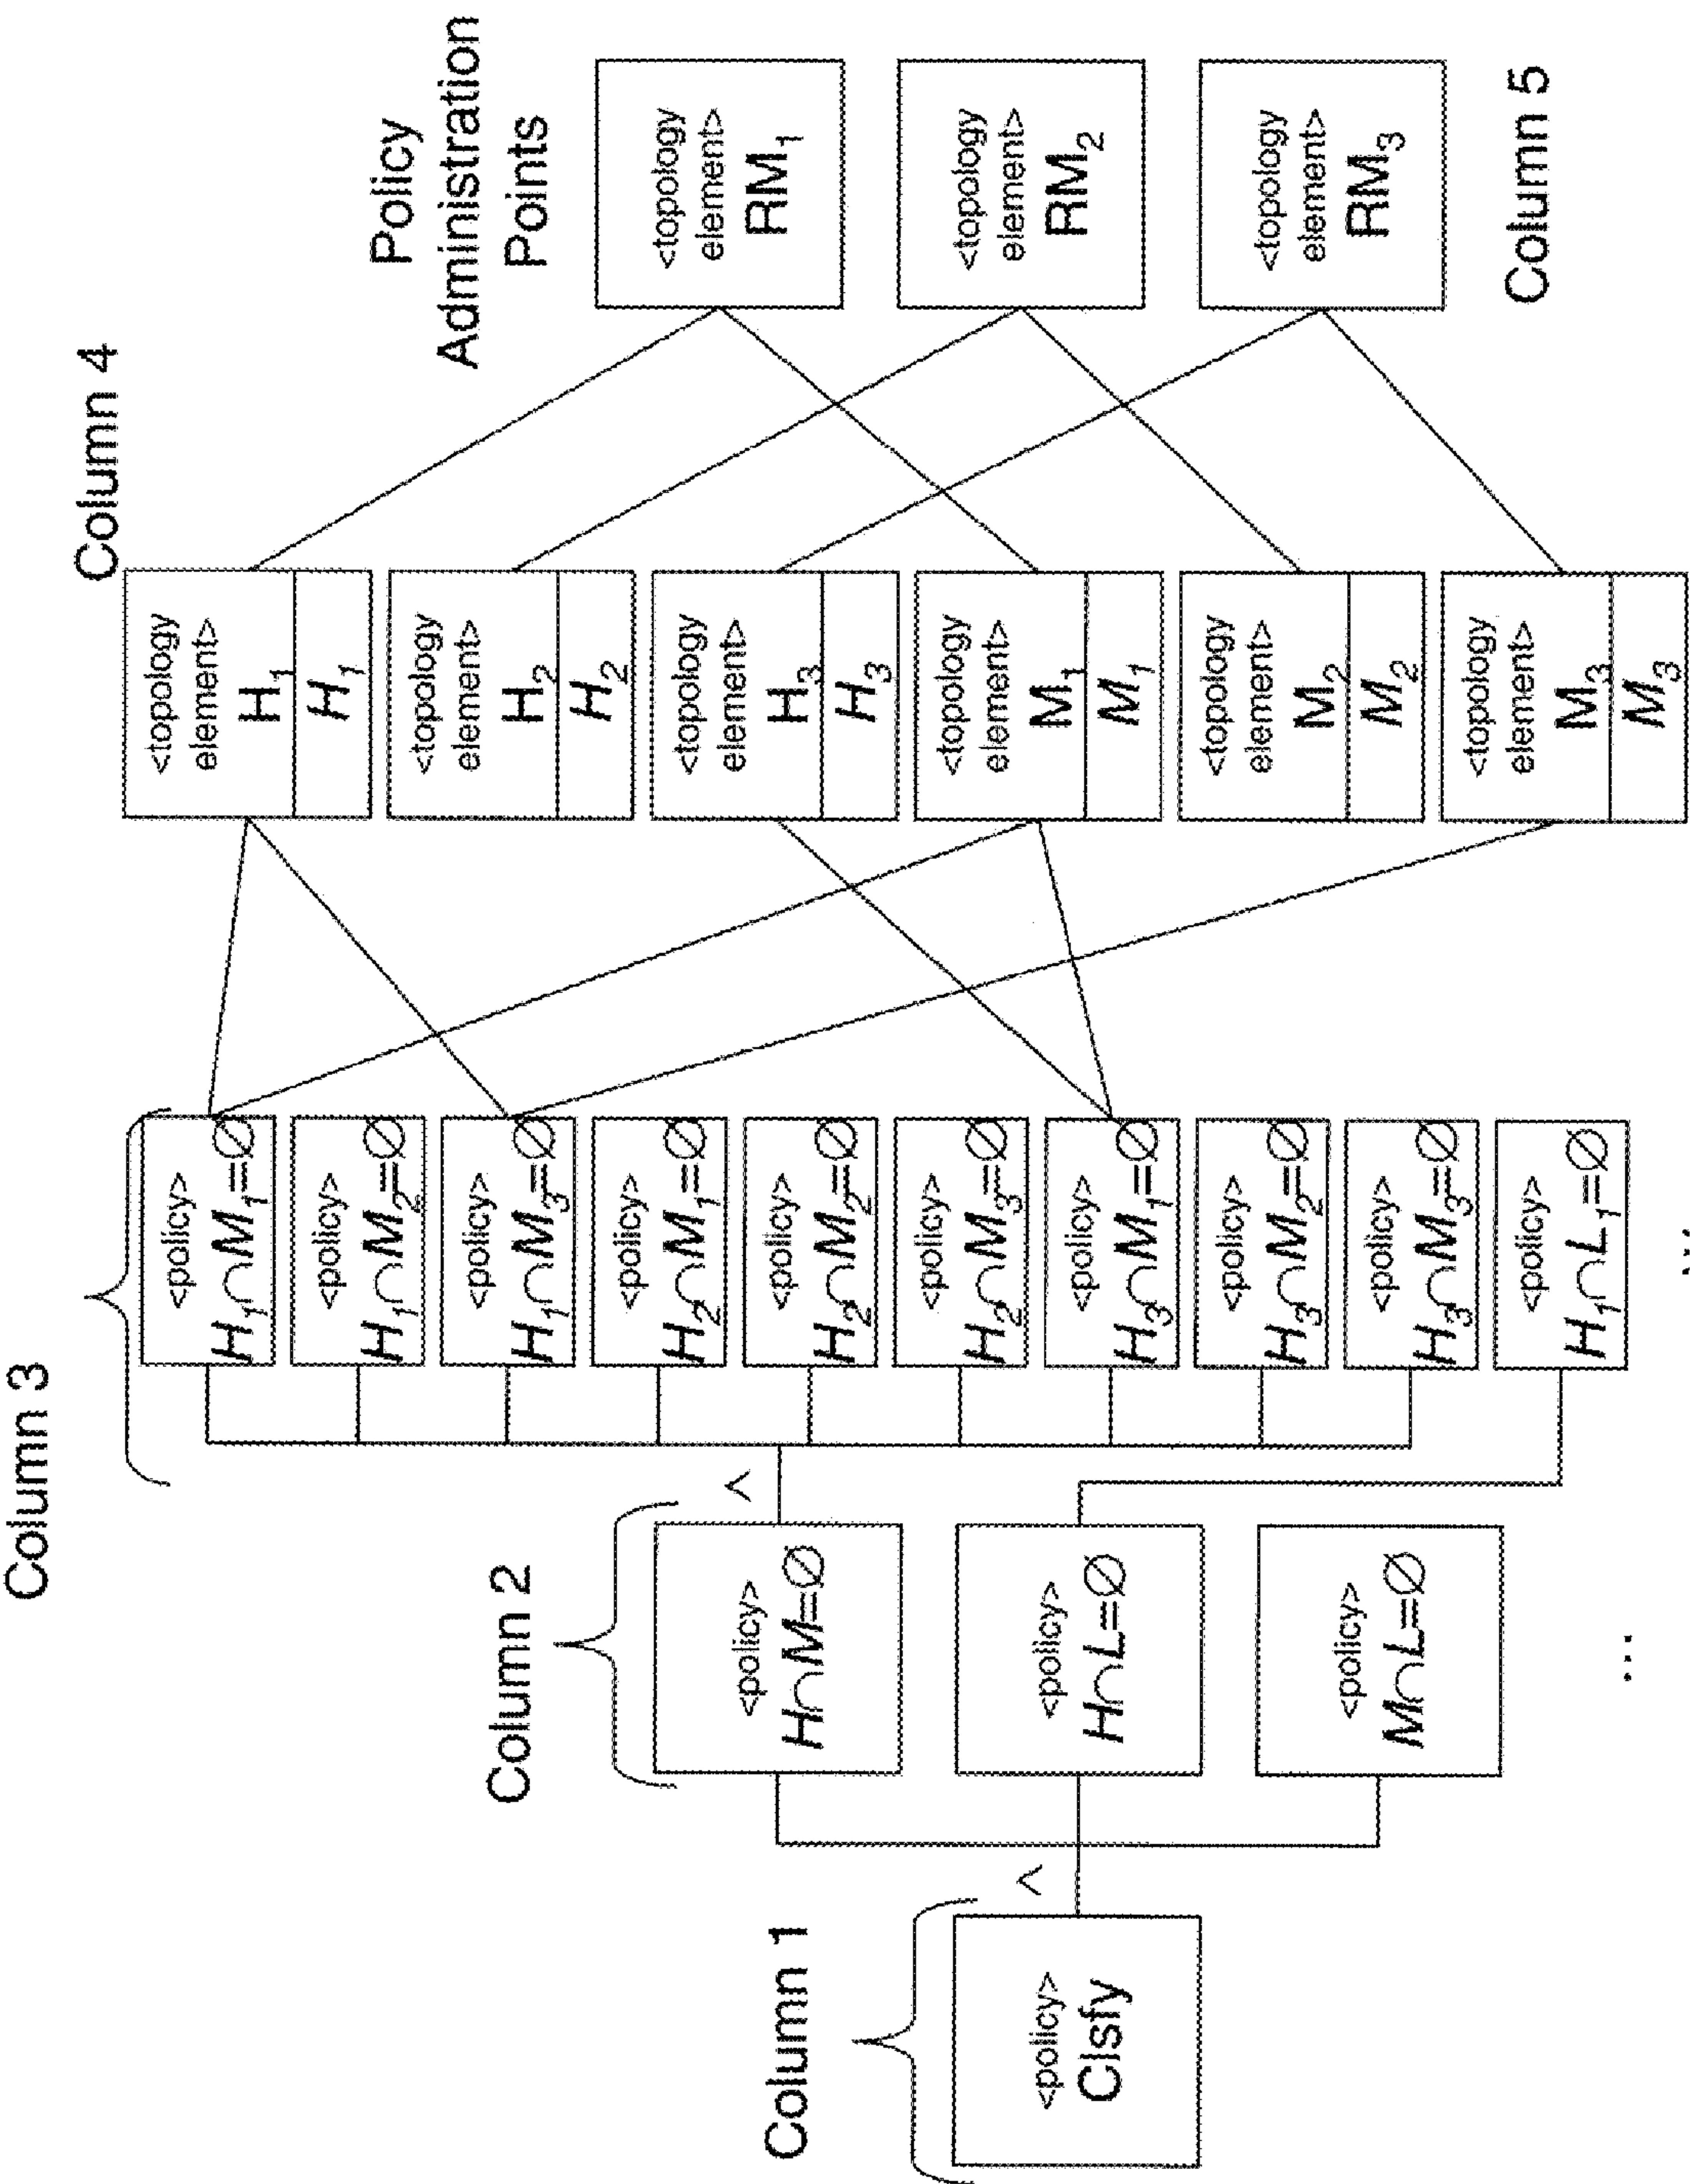 Column 1
<policy>
Clsfy
∧
Column 2
<policy>
H∩M=∅
<policy>
H∩L=∅
<policy>
M∩L=∅
...
∧
Column 3
<policy>
H₁∩M₁=∅
<policy>
H₁∩M₂=∅
<policy>
H₁∩M₃=∅
<policy>
H₂∩M₁=∅
<policy>
H₂∩M₂=∅
<policy>
H₂∩M₃=∅
<policy>
H₃∩M₁=∅
<policy>
H₃∩M₂=∅
<policy>
H₃∩M₃=∅
<policy>
H₁∩L₁=∅
...
Column 4
<topology
element>
H₁
H₁
<topology
element>
H₂
H₂
<topology
element>
H₃
H₃
<topology
element>
M₁
M₁
<topology
element>
M₂
M₂
<topology
element>
M₃
M₃
Policy
Administration
Points
<topology
element>
RM₁
<topology
element>
RM₂
<topology
element>
RM₃
Column 5